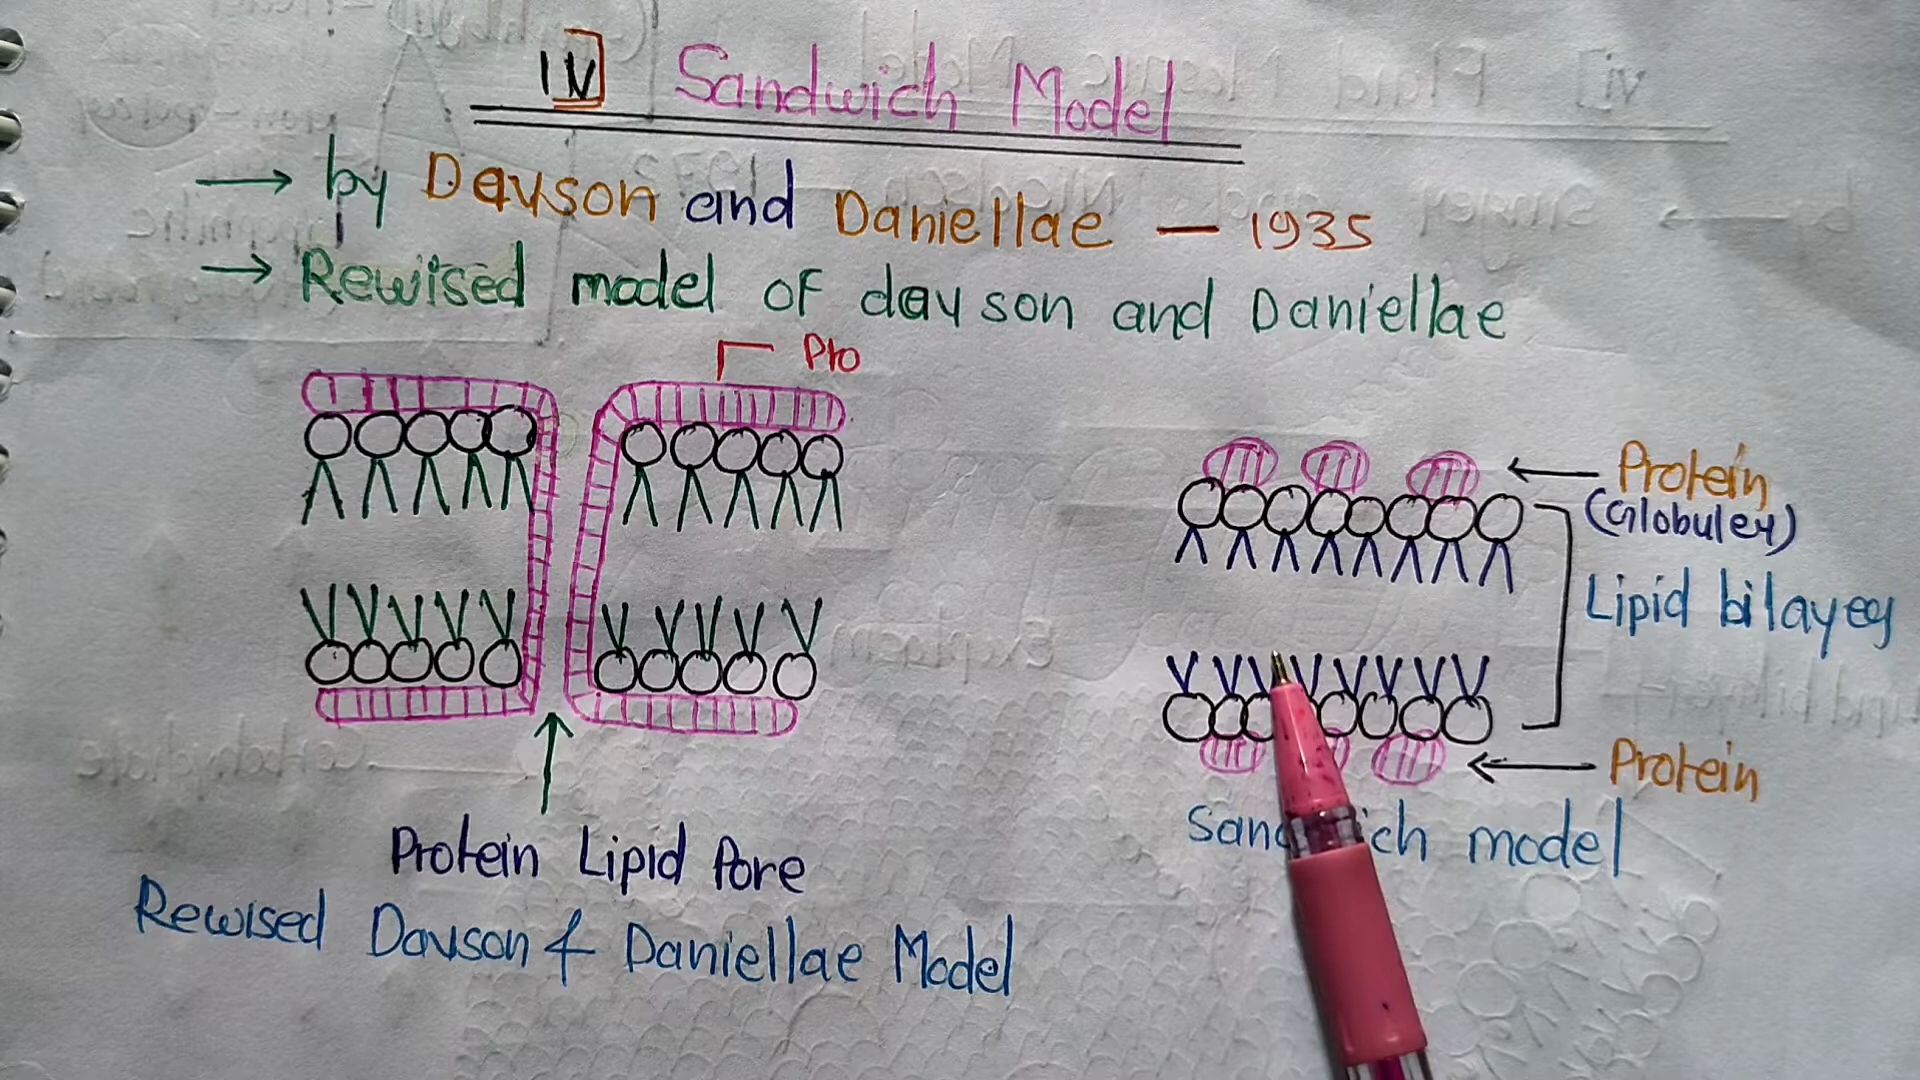 IV] Sandwich Model
→ by Davson and Daniellae — 1935
→ Rewised model of davson and Daniellae
Pro
Protein
(Globuler)
Lipid bilayer
Protein
Protein Lipid Pore
Rewised Davson & Daniellae Model
model